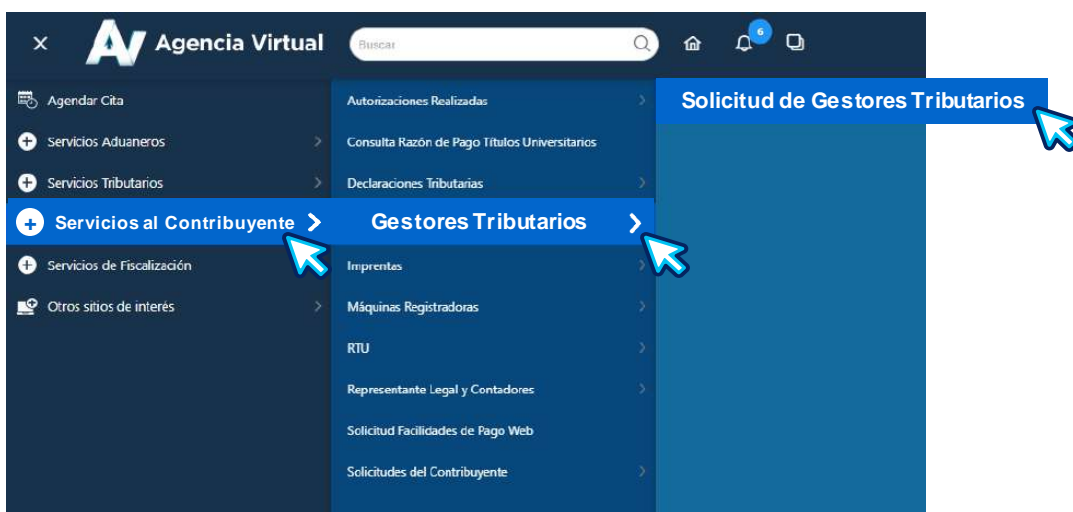 Agencia Virtual
Buscar
6
Agendar Cita
Servicios Aduaneros
Servicios Tributarios
Servicios al Contribuyente
Servicios de Fiscalización
Otros sitios de interés
Autorizaciones Realizadas
Consulta Razón de Pago Títulos Universitarios
Declaraciones Tributarias
Gestores Tributarios
Imprentas
Máquinas Registradoras
RTU
Representante Legal y Contadores
Solicitud Facilidades de Pago Web
Solicitudes del Contribuyente
Solicitud de Gestores Tributarios